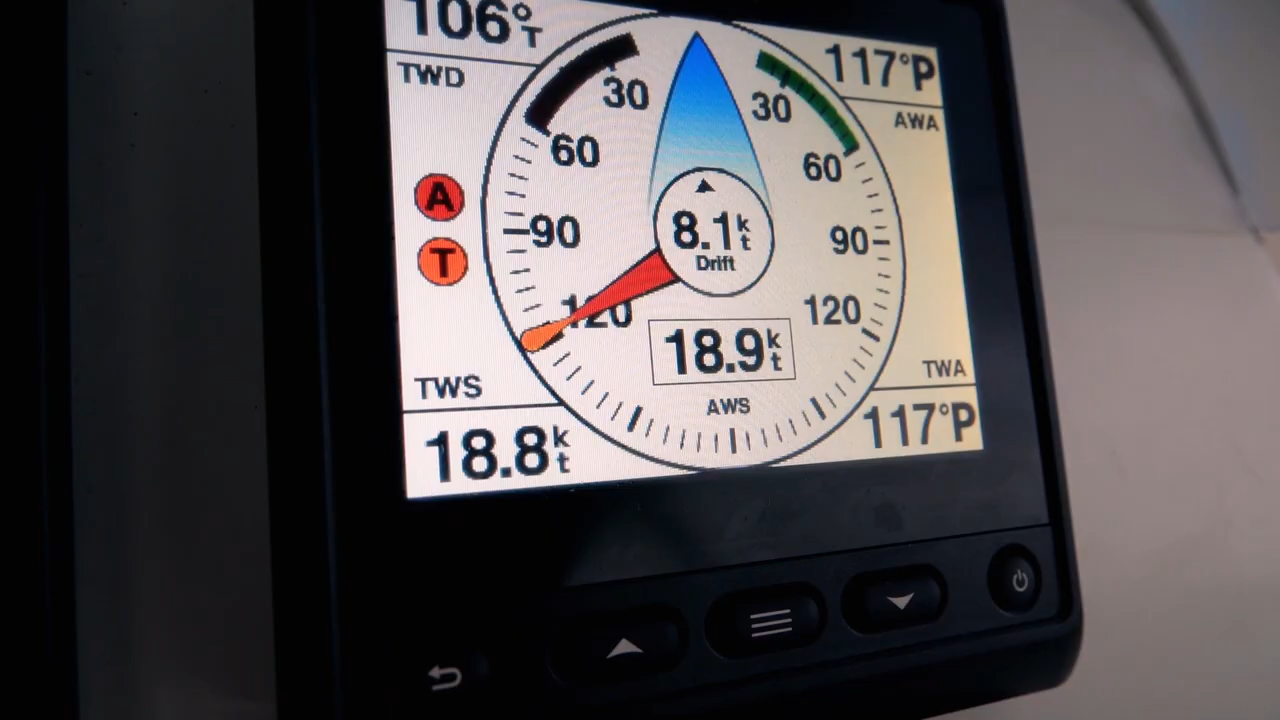 106°T
TWD
117°P
AWA
30
30
60
60
A
T
90
90
8.1kt
Drift
120
120
18.9kt
AWS
TWS
18.8kt
TWA
117°P